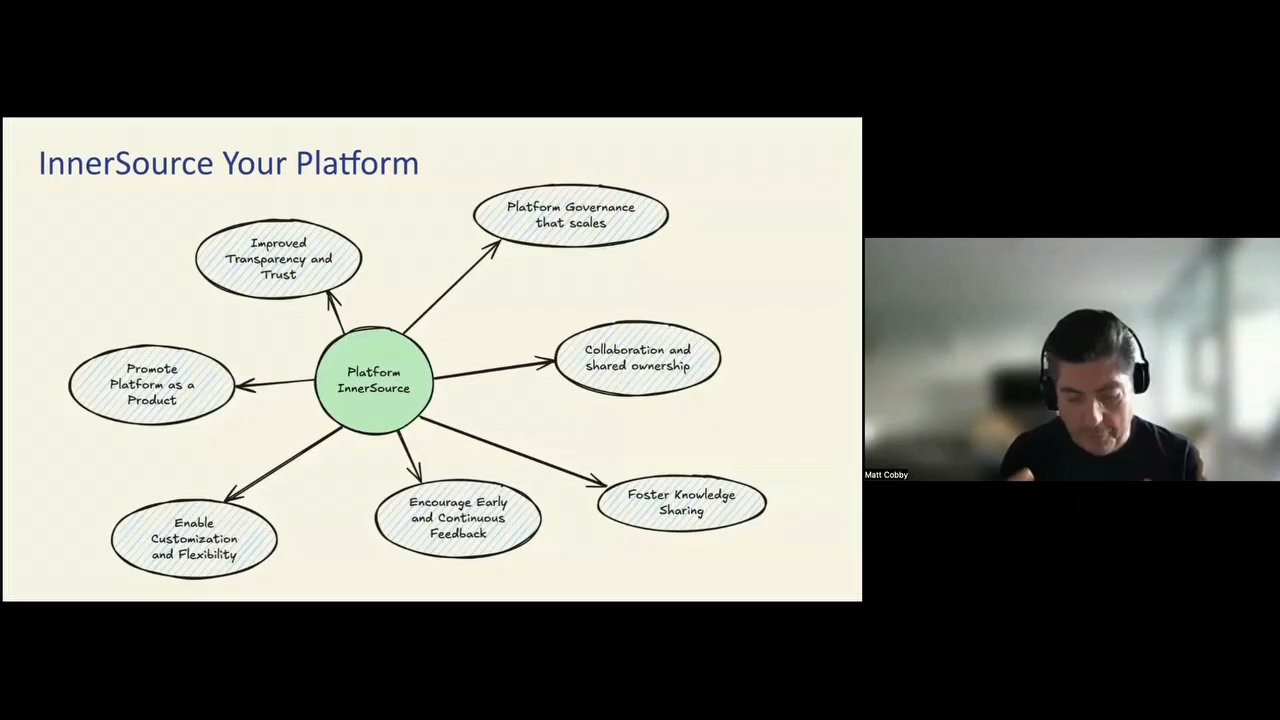 InnerSource Your Platform
Platform Governance
that scales
Improved
Transparency and
Trust
Collaboration and
shared ownership
Platform
InnerSource
Promote
Platform as a
Product
Foster Knowledge
Sharing
Encourage Early
and Continuous
Feedback
Enable
Customization
and Flexibility
Matt Cobby